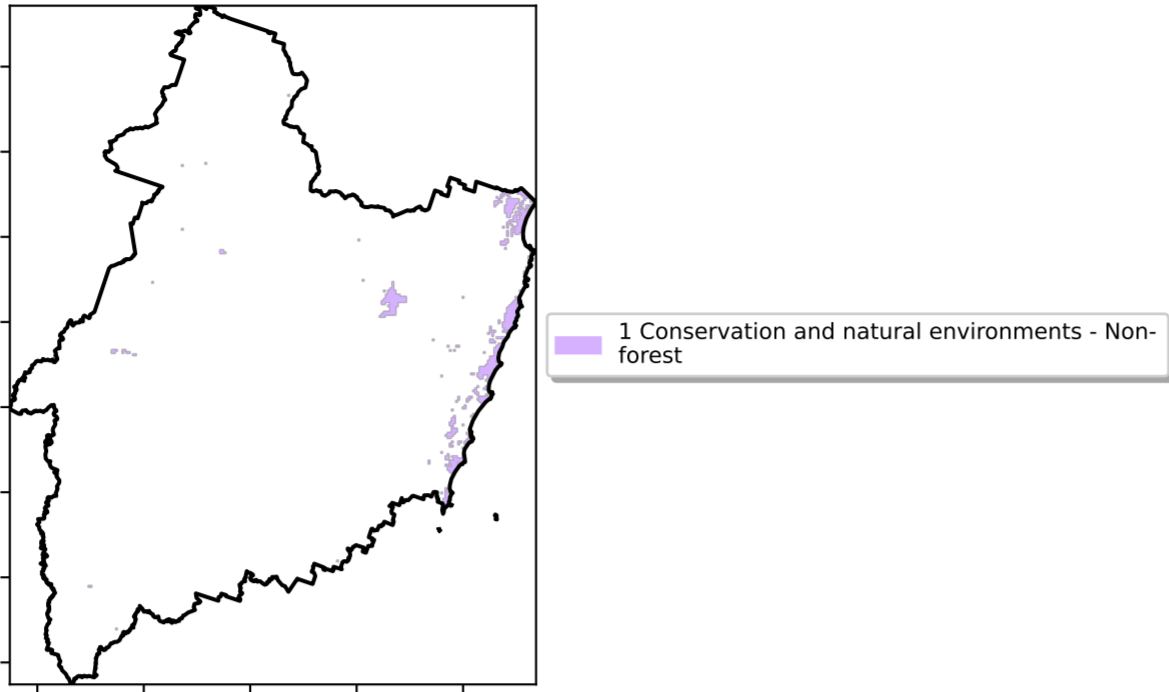 1 Conservation and natural environments - Non-
forest